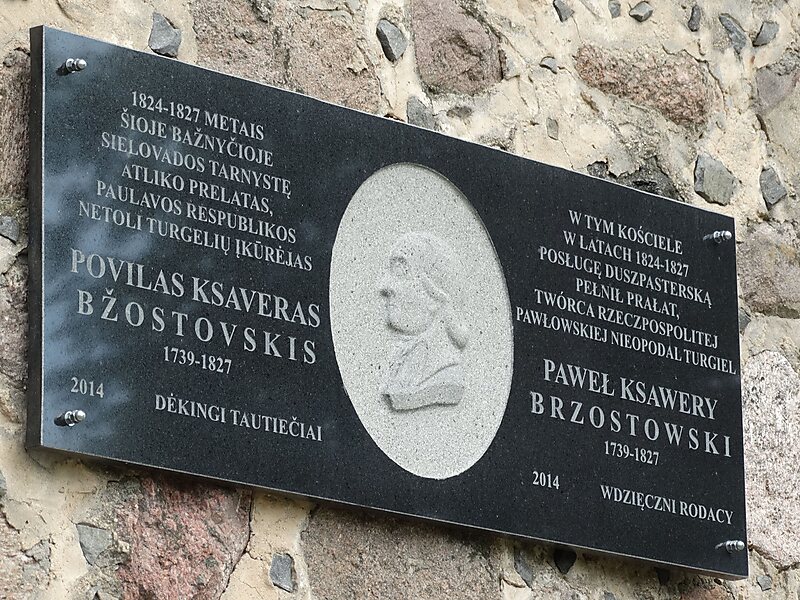 1824-1827 METAIS
ŠIOJE BAŽNYČIOJE
SIELOVADOS TARNYSTĘ
ATLIKO PRELATAS,
PAULAVOS RESPUBLIKOS
NETOLI TURGELIŲ ĮKŪRĖJAS
POVILAS KSAVERAS
BŽOSTOVSKIS
1739-1827
2014
DĖKINGI TAUTIEČIAI
W TYM KOŚCIELE
W LATACH 1824-1827
POSŁUGĘ DUSZPASTERSKĄ
PEŁNIŁ PRAŁAT,
TWÓRCA RZECZPOSPOLITEJ
PAWŁOWSKIEJ NIEOPODAL TURGIEL
PAWEŁ KSAWERY
BRZOSTOWSKI
1739-1827
2014
WDZIĘCZNI RODACY